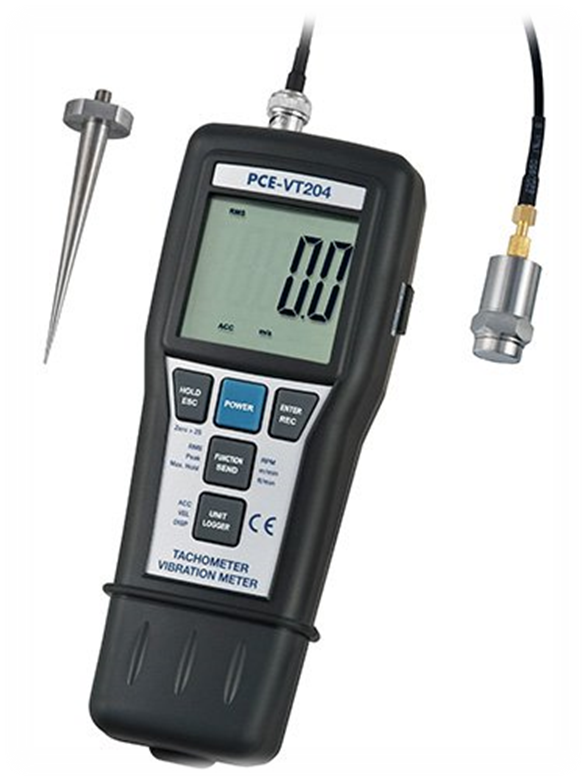 PCE-VT204
RMS
0.0
ACC m/s
HOLD
ESC
POWER
ENTER
REC
Zero > 2S
RMS
Peak
Max. Hold
FUNCTION
SEND
RPM
m/min
ft/min
ACC
VEL
DISP
UNIT
LOGGER
CE
TACHOMETER
VIBRATION METER